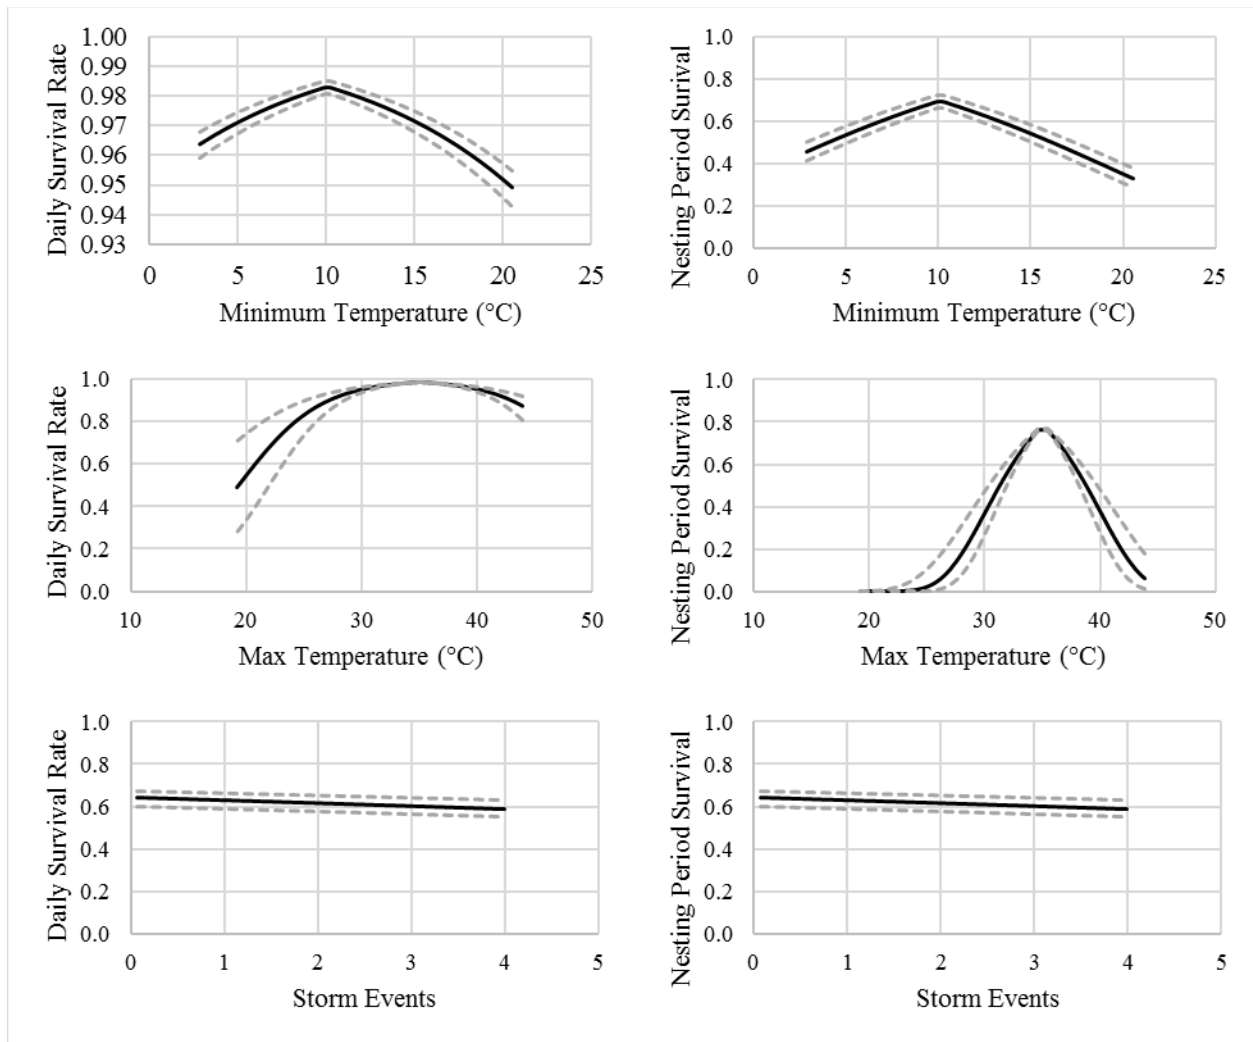 Daily Survival Rate
1.00
0.99
0.98
0.97
0.96
0.95
0.94
0.93
0 5 10 15 20 25
Minimum Temperature (°C)
Nesting Period Surival
1.0
0.8
0.6
0.4
0.2
0.0
0 5 10 15 20 25
Minimum Temperature (°C)
Daily Survival Rate
1.0
0.8
0.6
0.4
0.2
0.0
10 20 30 40 50
Max Temperature (°C)
Nesting Period Survival
1.0
0.8
0.6
0.4
0.2
0.0
10 20 30 40 50
Max Temperature (°C)
Daily Survival Rate
1.0
0.8
0.6
0.4
0.2
0.0
0 1 2 3 4 5
Storm Events
Nesting Period Survival
1.0
0.8
0.6
0.4
0.2
0.0
0 1 2 3 4 5
Storm Events